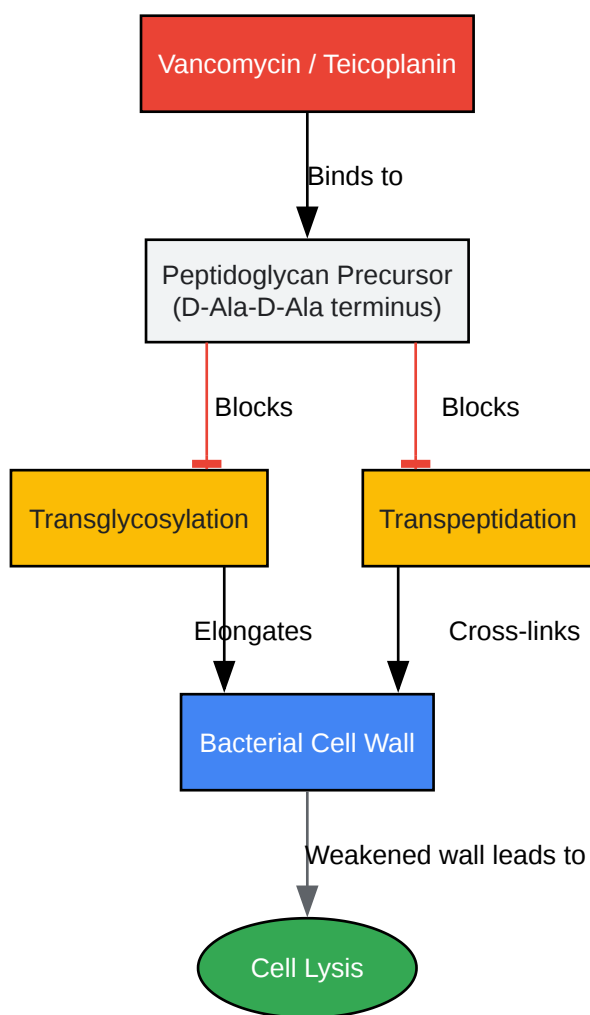 Vancomycin / Teicoplanin
Binds to
Peptidoglycan Precursor
(D-Ala-D-Ala terminus)
Blocks
Blocks
Transglycosylation
Transpeptidation
Elongates
Cross-links
Bacterial Cell Wall
Weakened wall leads to
Cell Lysis